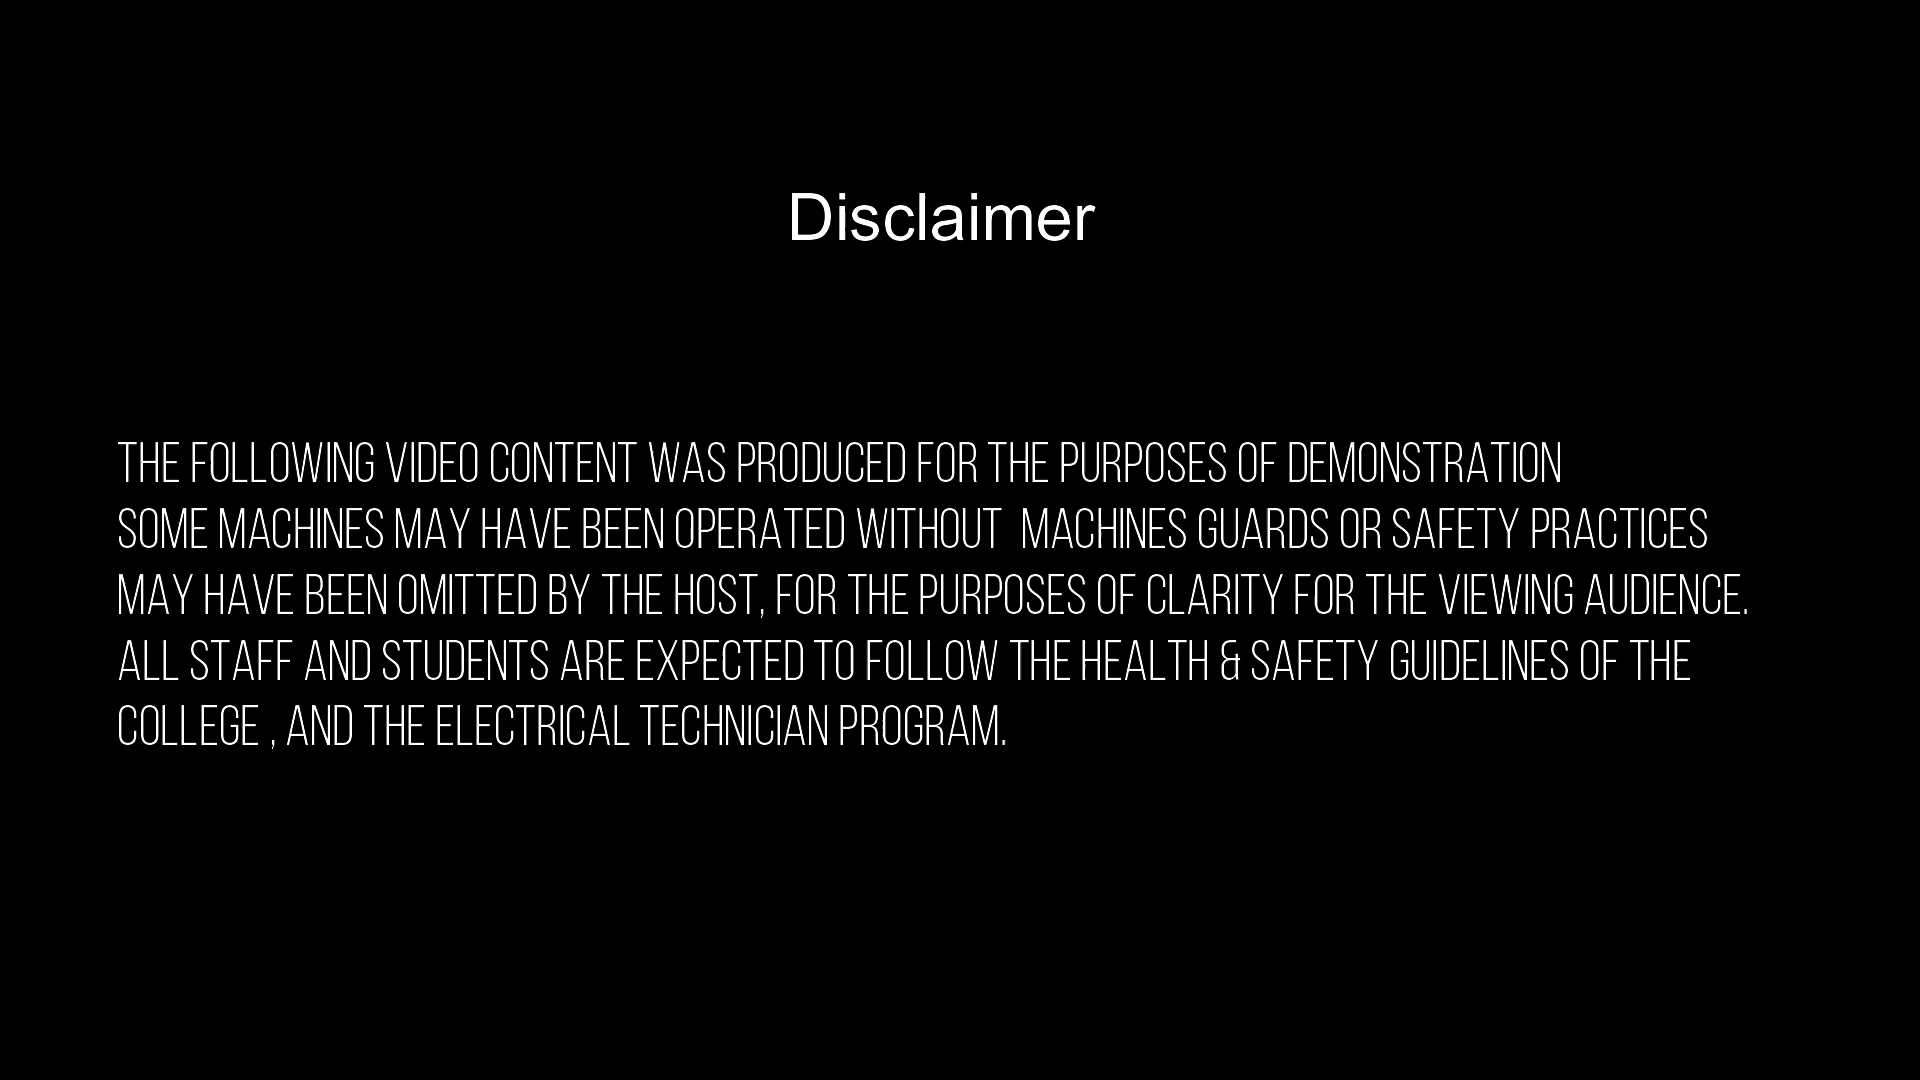 Disclaimer
THE FOLLOWING VIDEO CONTENT WAS PRODUCED FOR THE PURPOSES OF DEMONSTRATION
SOME MACHINES MAY HAVE BEEN OPERATED WITHOUT  MACHINES GUARDS OR SAFETY PRACTICES
MAY HAVE BEEN OMITTED BY THE HOST, FOR THE PURPOSES OF CLARITY FOR THE VIEWING AUDIENCE.
ALL STAFF AND STUDENTS ARE EXPECTED TO FOLLOW THE HEALTH & SAFETY GUIDELINES OF THE
COLLEGE , AND THE ELECTRICAL TECHNICIAN PROGRAM.